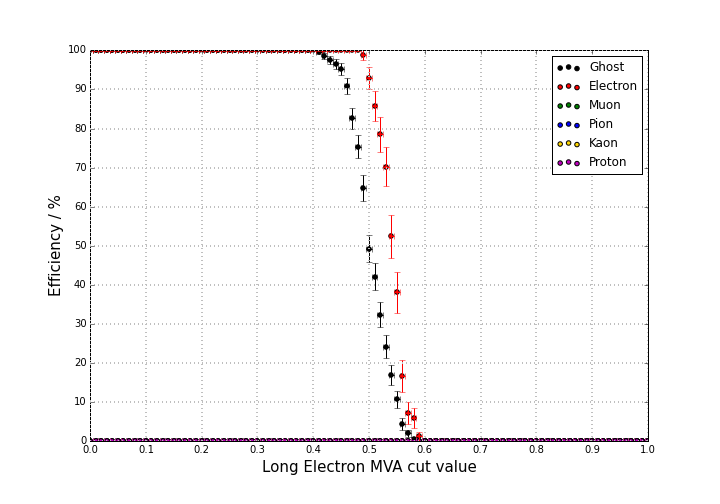 100
90
80
70
60
50
40
30
20
10
0
Efficiency / %
Ghost
Electron
Muon
Pion
Kaon
Proton
0.0 0.1 0.2 0.3 0.4 0.5 0.6 0.7 0.8 0.9 1.0
Long Electron MVA cut value